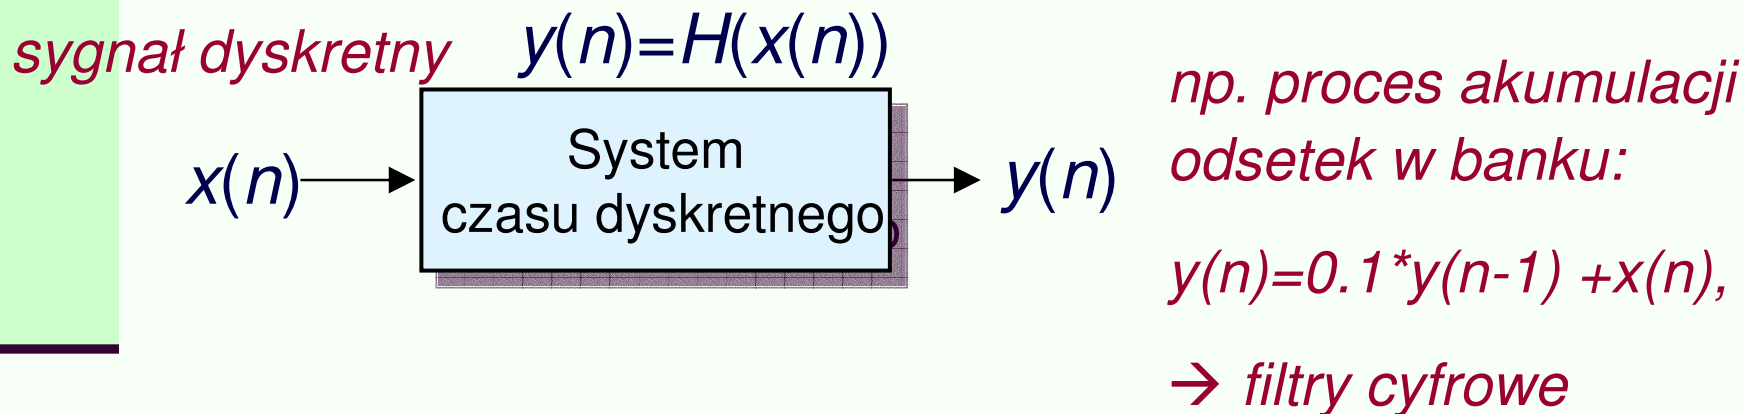 sygnał dyskretny
y(n)=H(x(n))
x(n)
System
czasu dyskretnego
y(n)
np. proces akumulacji
odsetek w banku:
y(n)=0.1*y(n-1) +x(n),
→ filtry cyfrowe